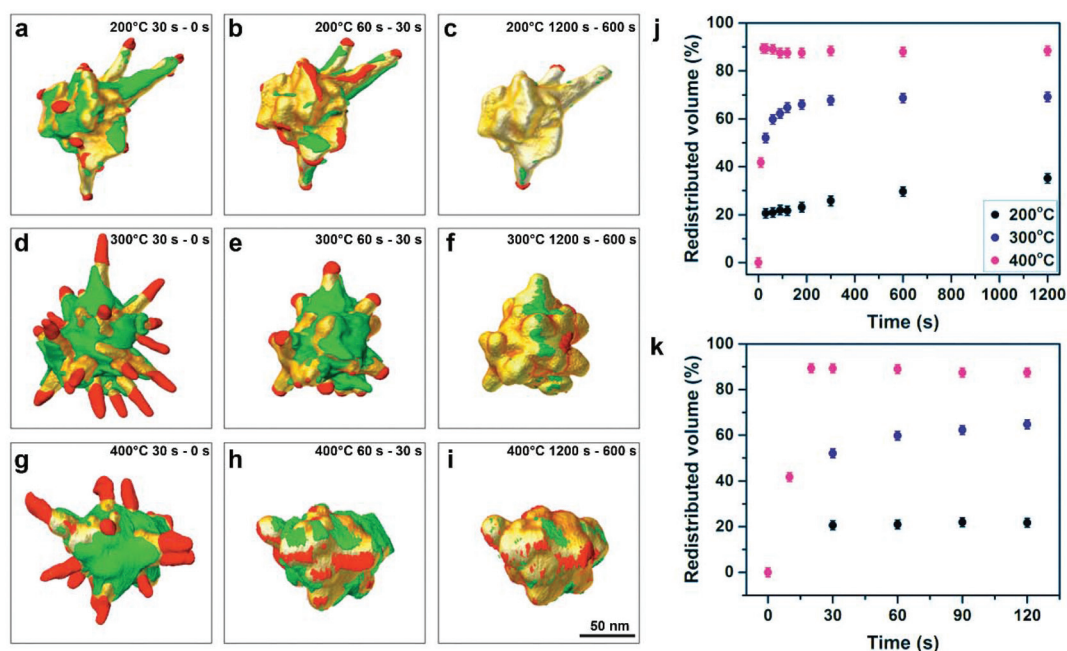 a 200°C 30 s - 0 s
b 200°C 60 s - 30 s
c 200°C 1200 s - 600 s
d 300°C 30 s - 0 s
e 300°C 60 s - 30 s
f 300°C 1200 s - 600 s
g 400°C 30 s - 0 s
h 400°C 60 s - 30 s
i 400°C 1200 s - 600 s
50 nm
j
Redistributed volume (%)
100
80
60
40
20
0
200°C
300°C
400°C
0 200 400 600 800 1000 1200
Time (s)
k
Redistributed volume (%)
100
80
60
40
20
0
0 30 60 90 120
Time (s)